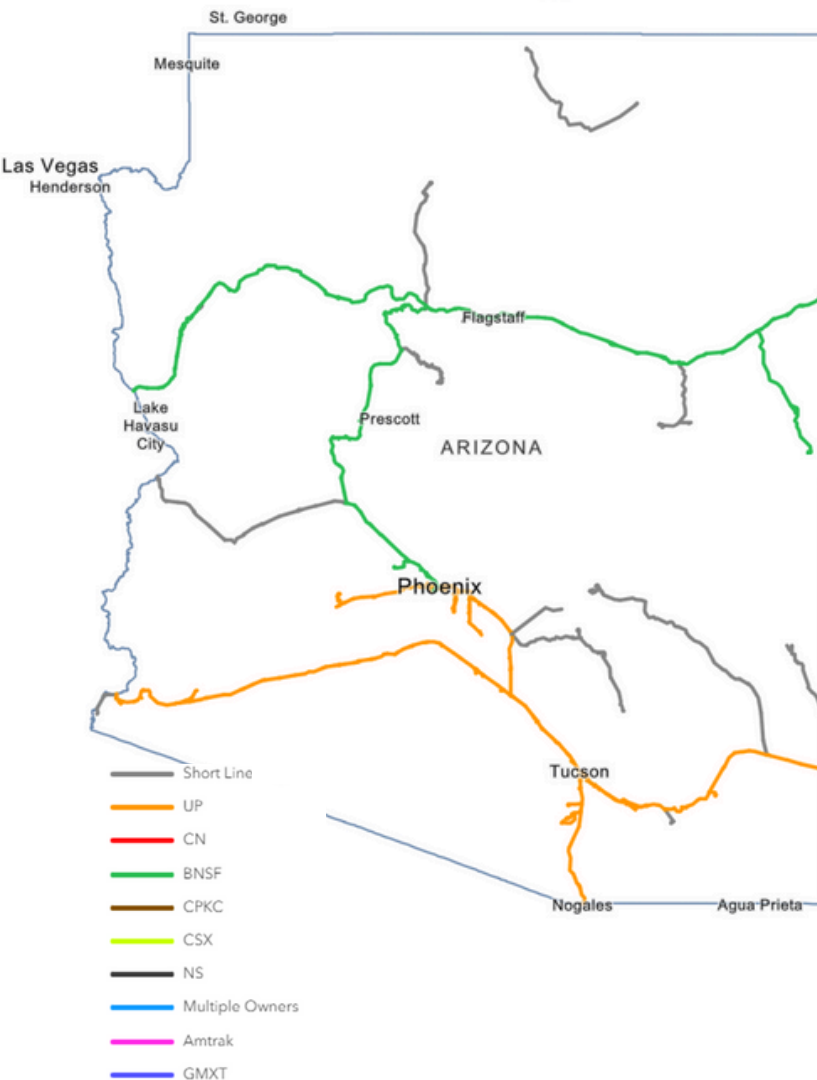 St. George
Mesquite
Las Vegas
Henderson
Flagstaff
Lake
Havasu
City
Prescott
ARIZONA
Phoenix
Tucson
Nogales
Agua Prieta
Short Line
UP
CN
BNSF
CPKC
CSX
NS
Multiple Owners
Amtrak
GMXT